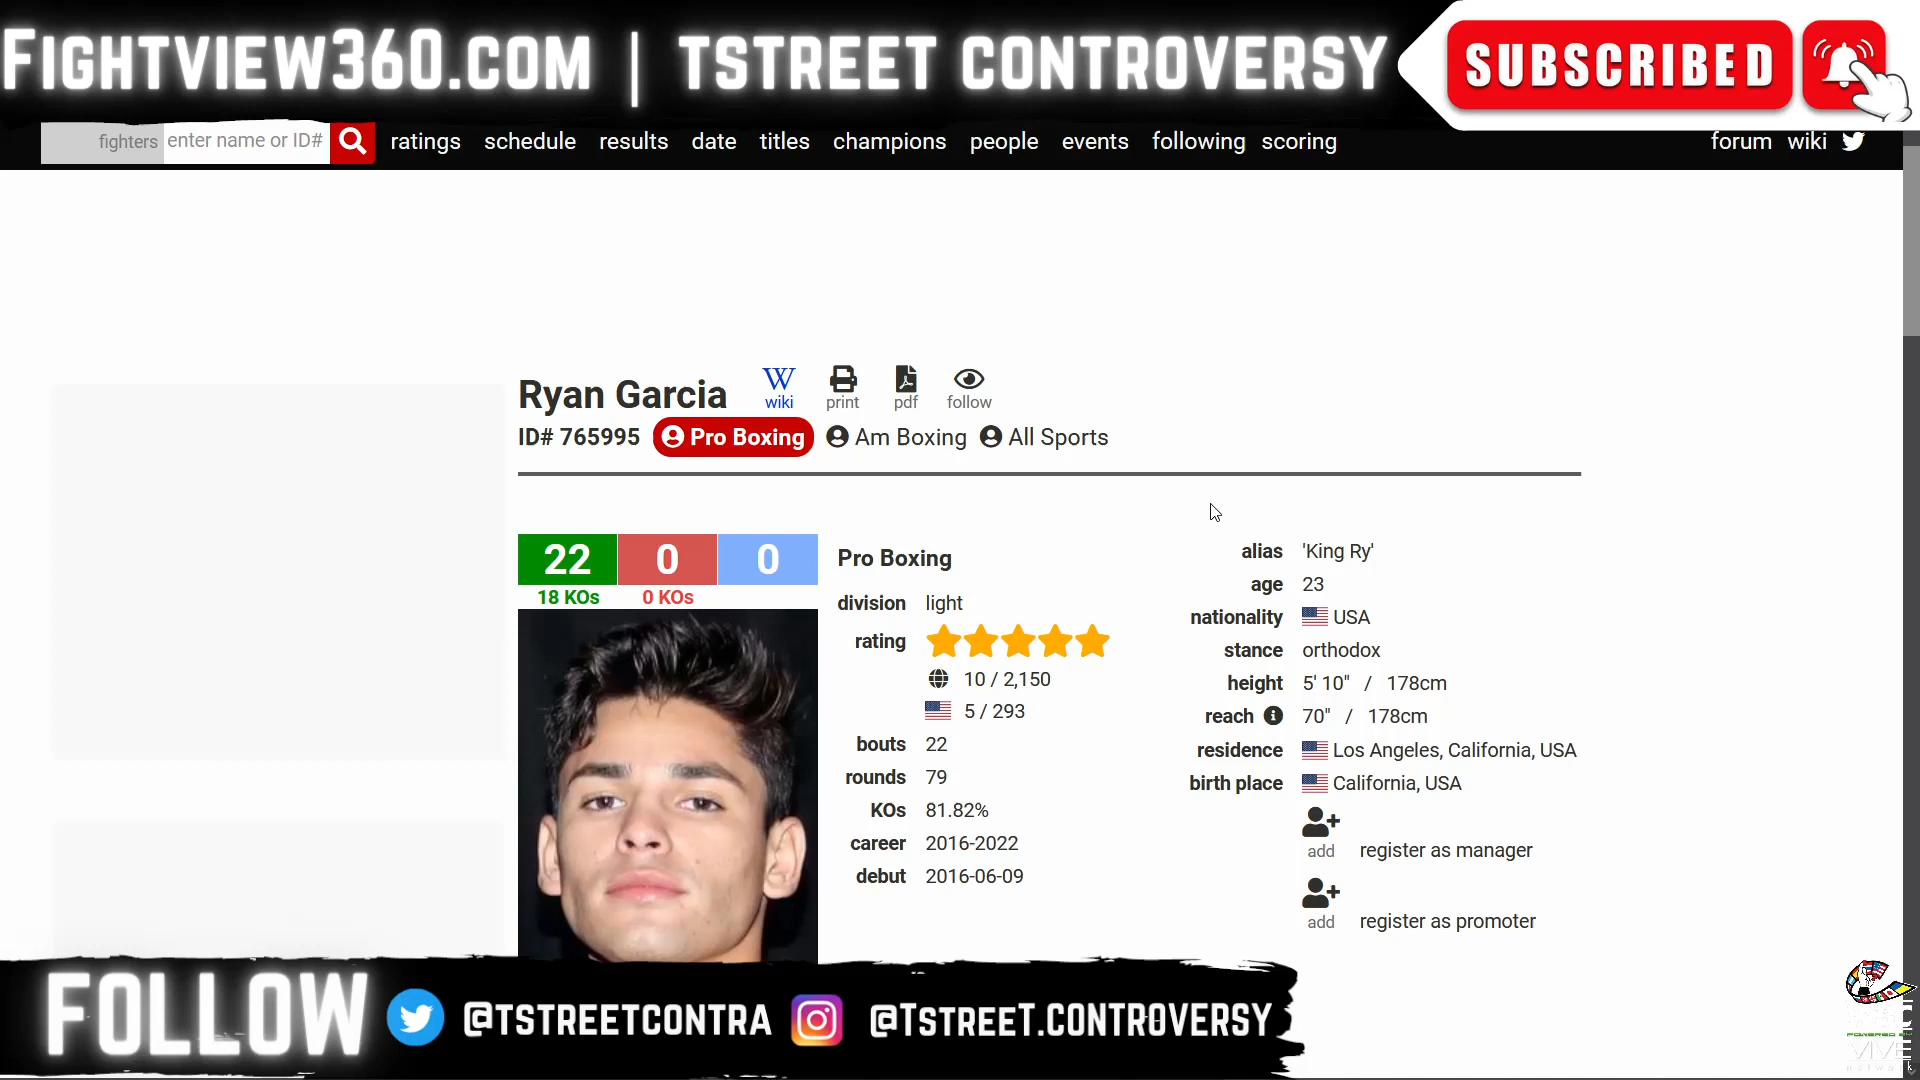 FIGHTVIEW360.COM | TSTREET CONTROVERSY
SUBSCRIBED
fighters enter name or ID# ratings schedule results date titles champions people events following scoring forum wiki
Ryan Garcia
wiki print pdf follow
ID# 765995 Pro Boxing Am Boxing All Sports
22 0 0
18 KOs 0 KOs
Pro Boxing
division light
rating
10 / 2,150
5 / 293
bouts 22
rounds 79
KOs 81.82%
career 2016-2022
debut 2016-06-09
alias 'King Ry'
age 23
nationality USA
stance orthodox
height 5' 10" / 178cm
reach 70" / 178cm
residence Los Angeles, California, USA
birth place California, USA
add register as manager
add register as promoter
FOLLOW @TSTREETCONTRA @TSTREET.CONTROVERSY